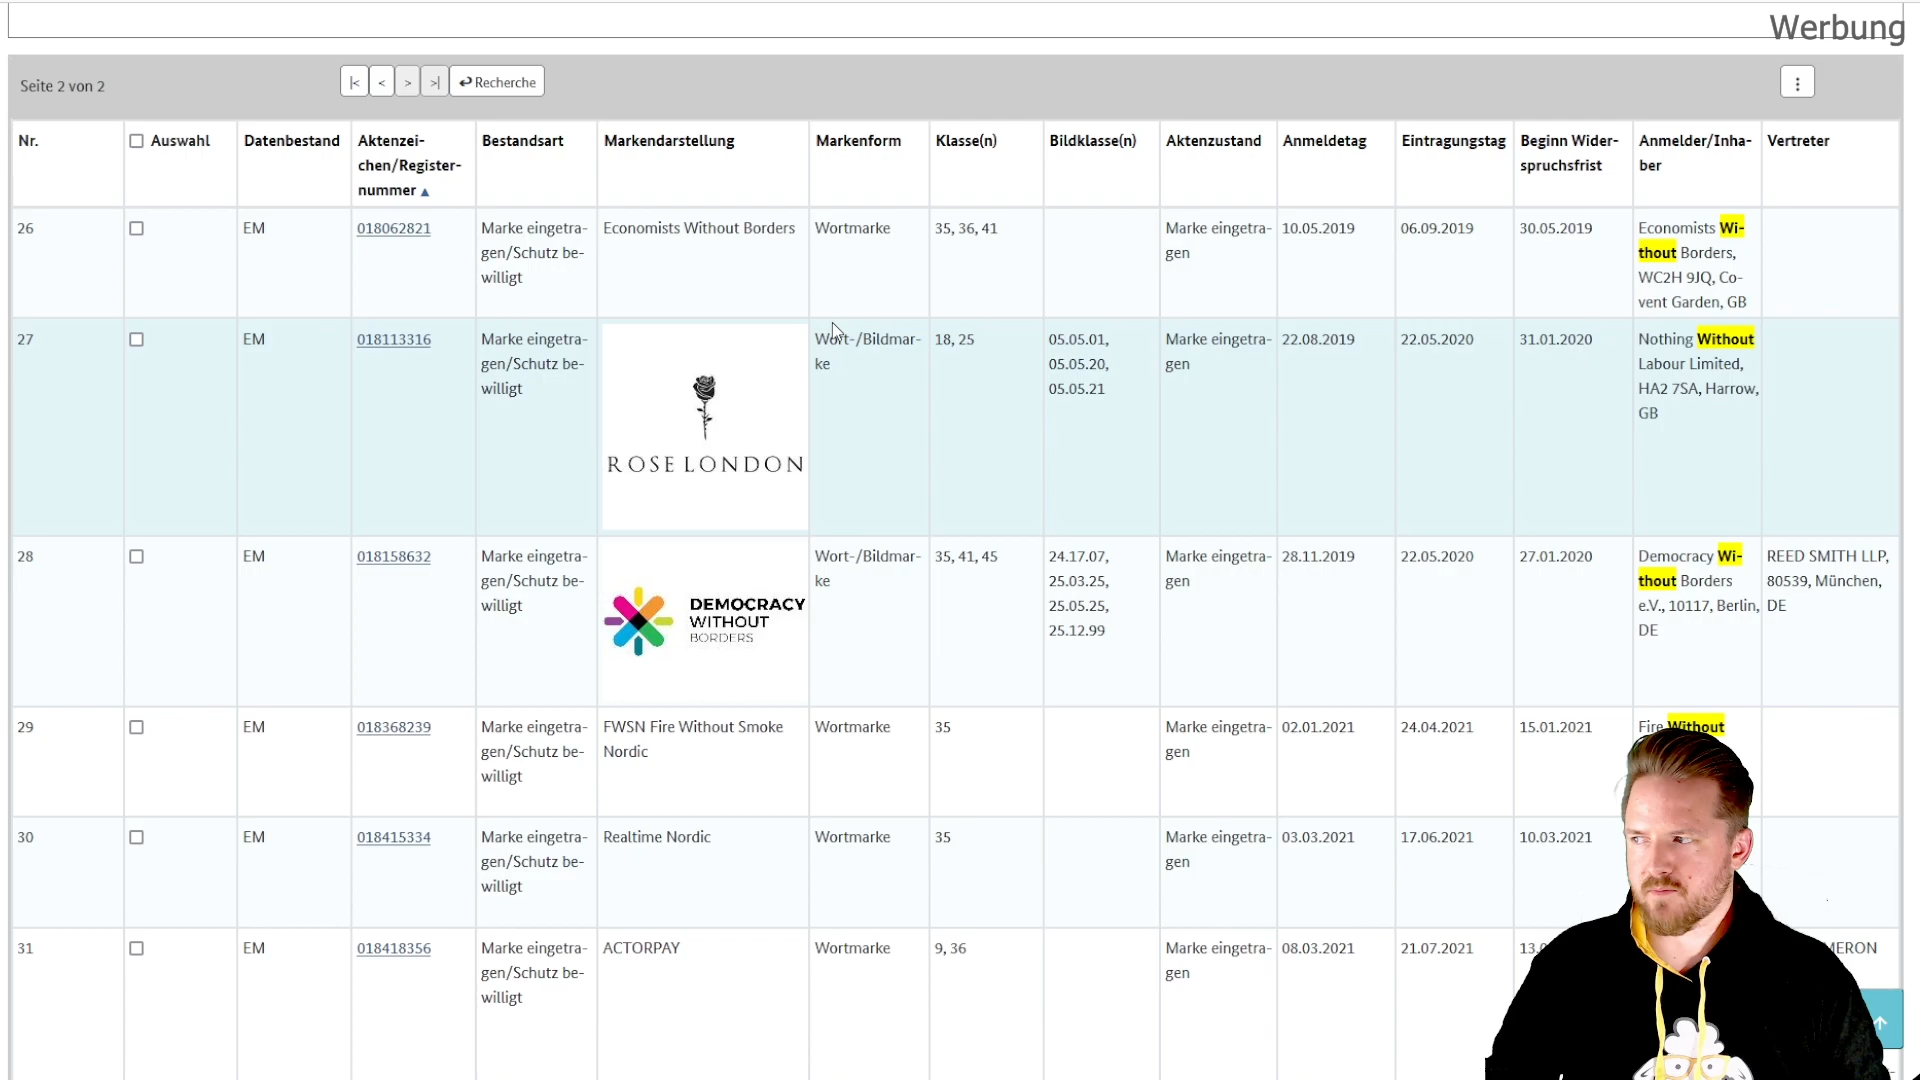 Werbung
Seite 2 von 2
|< < > >| Recherche
Nr. Auswahl Datenbestand Aktenzei-
chen/Register-
nummer ▲ Bestandsart Markendarstellung Markenform Klasse(n) Bildklasse(n) Aktenzustand Anmeldetag Eintragungstag Beginn Wider-
spruchsfrist Anmelder/Inha-
ber Vertreter
26 EM 018062821 Marke eingetra-
gen/Schutz be-
willigt Economists Without Borders Wortmarke 35, 36, 41 Marke eingetra-
gen 10.05.2019 06.09.2019 30.05.2019 Economists Wi-
thout Borders,
WC2H 9JQ, Co-
vent Garden, GB
27 EM 018113316 Marke eingetra-
gen/Schutz be-
willigt
ROSE LONDON
Wort-/Bildmar-
ke 18, 25 05.05.01,
05.05.20,
05.05.21 Marke eingetra-
gen 22.08.2019 22.05.2020 31.01.2020 Nothing Without
Labour Limited,
HA2 7SA, Harrow,
GB
28 EM 018158632 Marke eingetra-
gen/Schutz be-
willigt
DEMOCRACY
WITHOUT
BORDERS
Wort-/Bildmar-
ke 35, 41, 45 24.17.07,
25.03.25,
25.05.25,
25.12.99 Marke eingetra-
gen 28.11.2019 22.05.2020 27.01.2020 Democracy Wi-
thout Borders
e.V., 10117, Berlin,
DE REED SMITH LLP,
80539, München,
DE
29 EM 018368239 Marke eingetra-
gen/Schutz be-
willigt FWSN Fire Without Smoke
Nordic Wortmarke 35 Marke eingetra-
gen 02.01.2021 24.04.2021 15.01.2021 Fire Without
30 EM 018415334 Marke eingetra-
gen/Schutz be-
willigt Realtime Nordic Wortmarke 35 Marke eingetra-
gen 03.03.2021 17.06.2021 10.03.2021
31 EM 018418356 Marke eingetra-
gen/Schutz be-
willigt ACTORPAY Wortmarke 9, 36 Marke eingetra-
gen 08.03.2021 21.07.2021